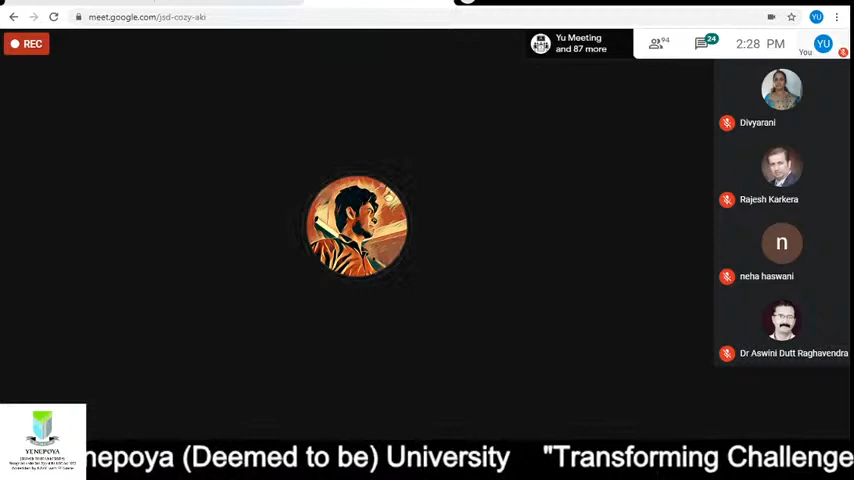 meet.google.com/jsd-cozy-aki
YU
REC
Yu Meeting
and 87 more
94
24
2:28 PM
You
YU
Divyarani
Rajesh Karkera
n
neha haswani
Dr Aswini Dutt Raghavendra
YENEPOYA
nepoya (Deemed to be) University "Transforming Challenge